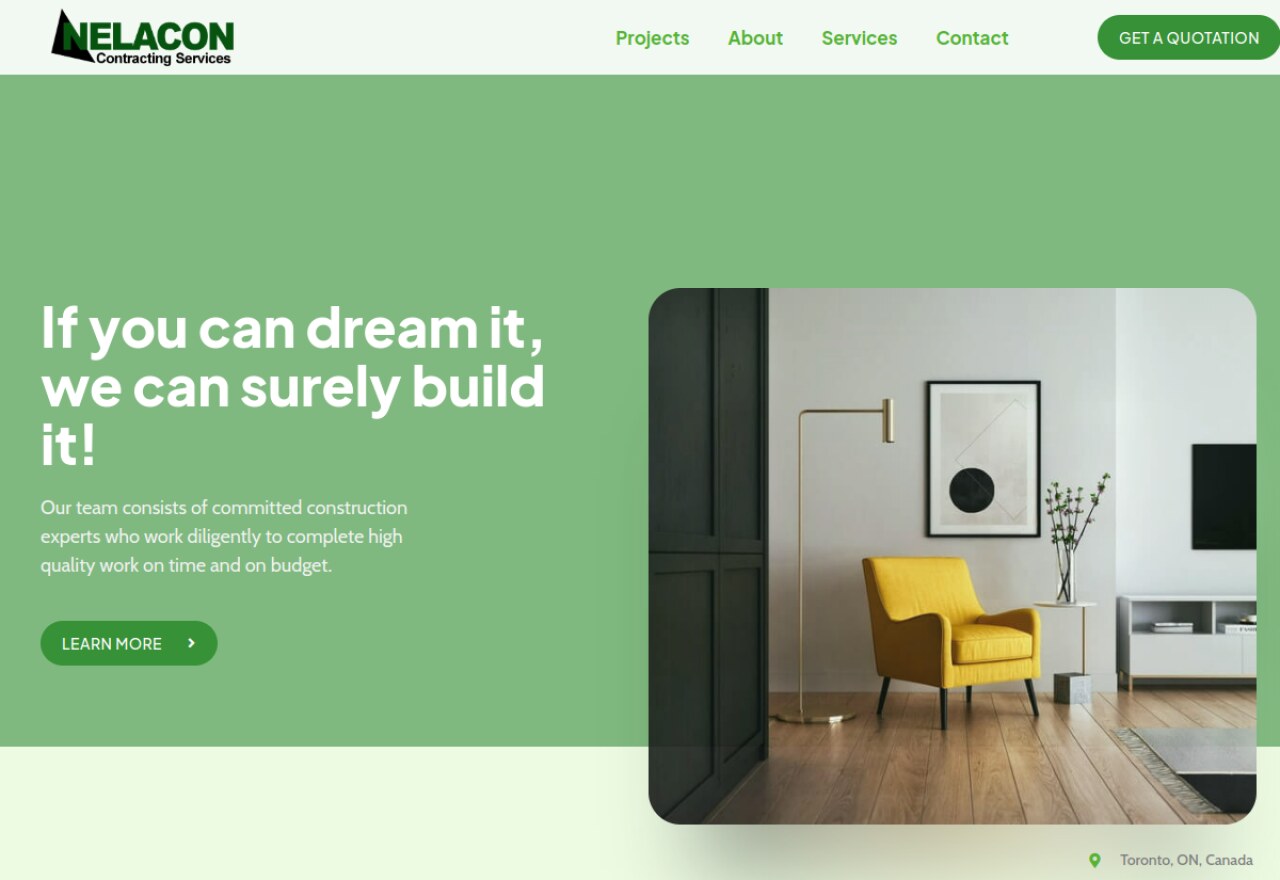 NELACON
Contracting Services
Projects
About
Services
Contact
GET A QUOTATION
If you can dream it,
we can surely build
it!
Our team consists of committed construction
experts who work diligently to complete high
quality work on time and on budget.
LEARN MORE
Toronto, ON, Canada